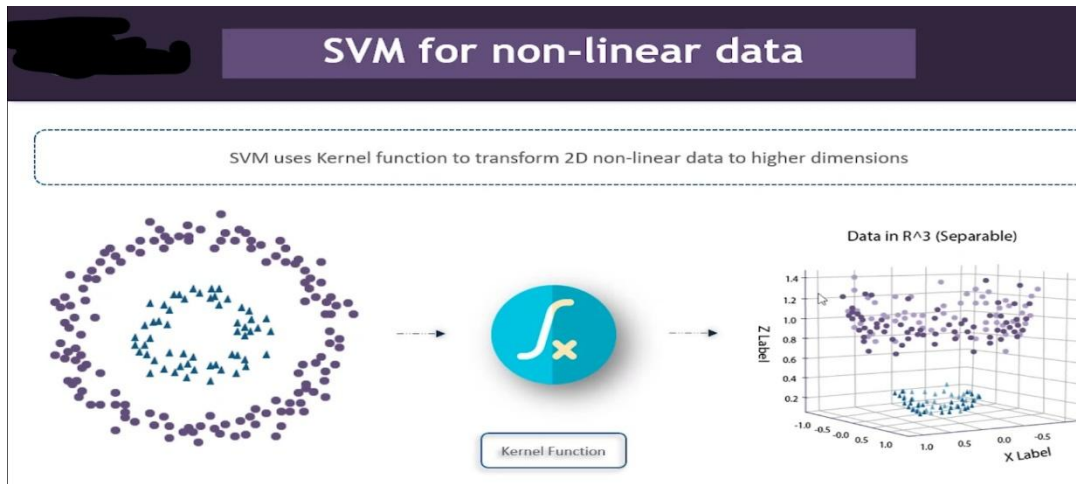 SVM for non-linear data
SVM uses Kernel function to transform 2D non-linear data to higher dimensions
Kernel Function
Data in R^3 (Separable)
1.4
1.2
1.0
0.8
0.6
0.4
0.2
Z Label
-1.0 -0.5 -0.0 0.5 1.0
1.0 0.5 0.0 -0.5
X Label